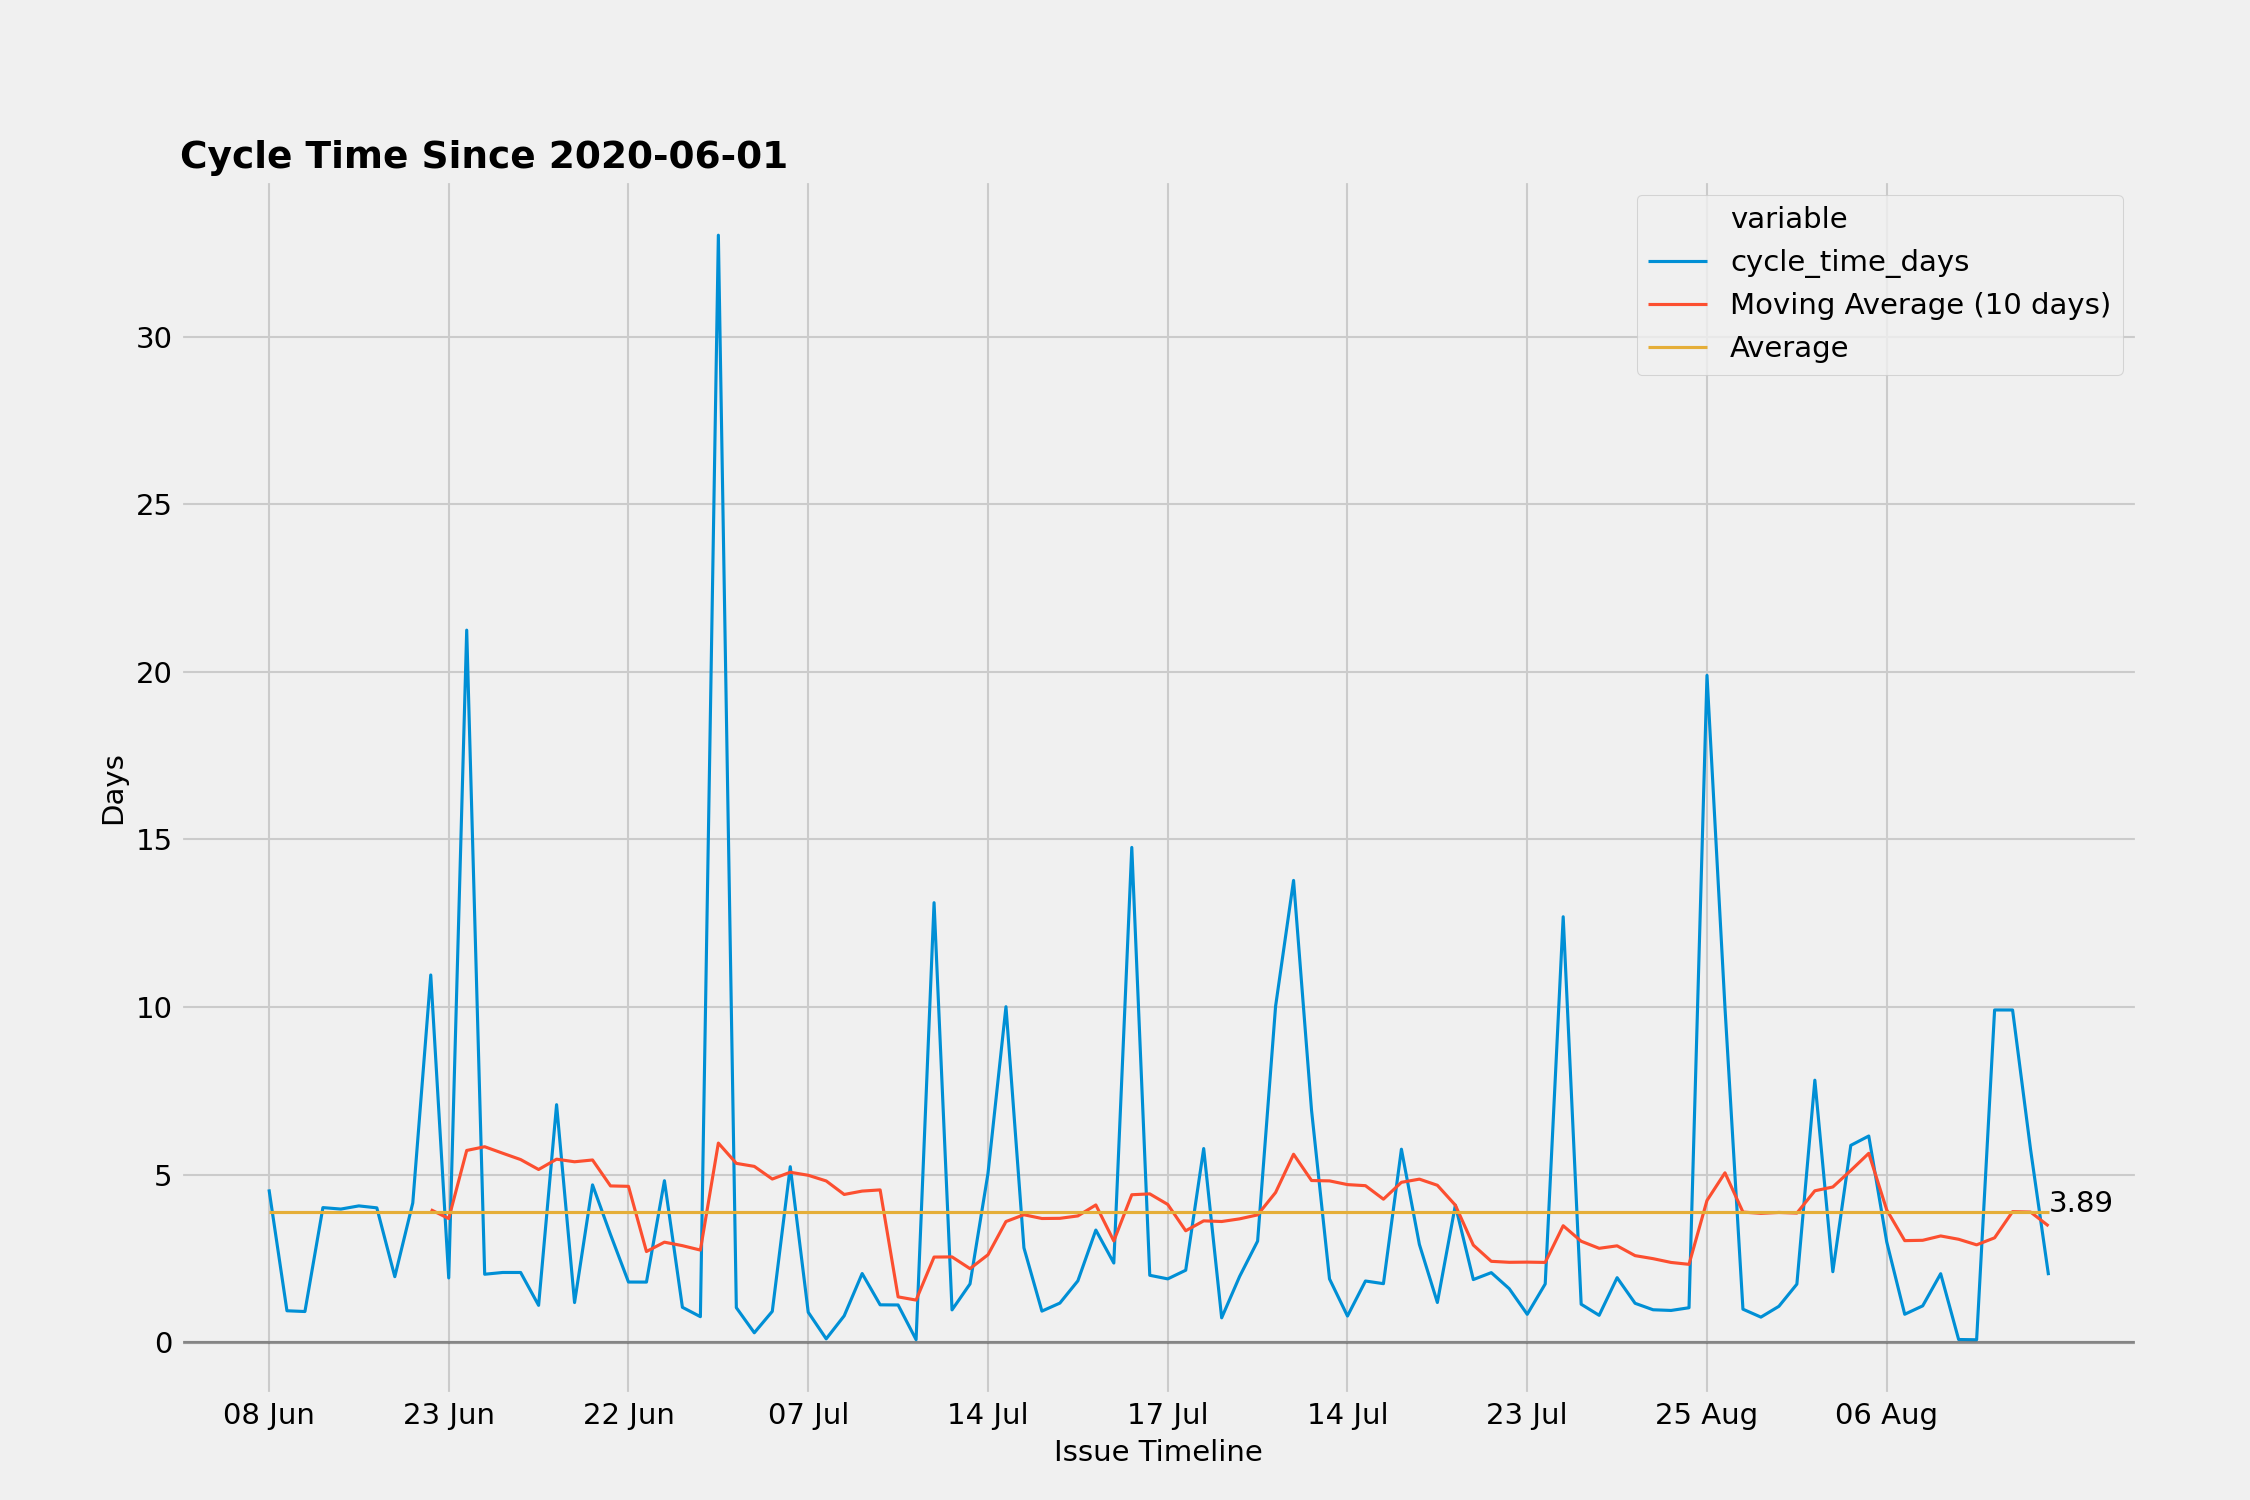 Cycle Time Since 2020-06-01
variable
cycle_time_days
Moving Average (10 days)
Average
30
25
20
15
10
5
0
Days
3.89
08 Jun 23 Jun 22 Jun 07 Jul 14 Jul 17 Jul 14 Jul 23 Jul 25 Aug 06 Aug
Issue Timeline